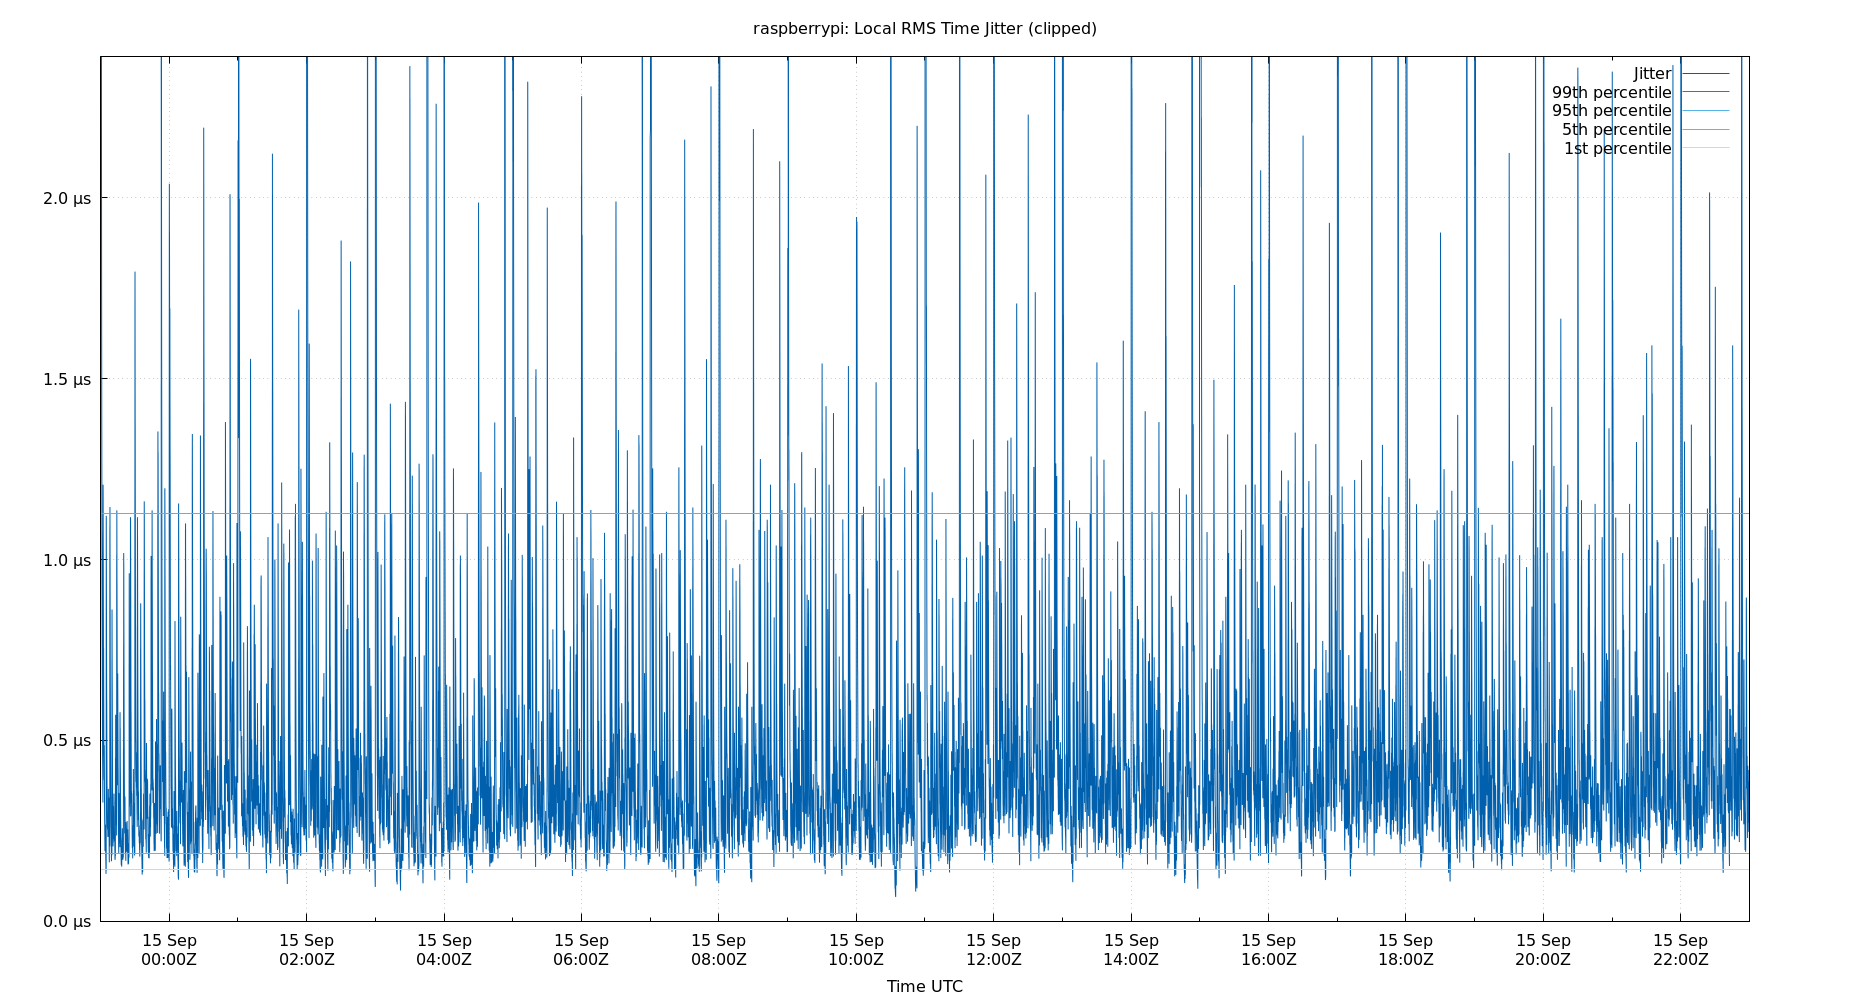 raspberrypi: Local RMS Time Jitter (clipped)
Jitter
99th percentile
95th percentile
5th percentile
1st percentile
2.0 µs
1.5 µs
1.0 µs
0.5 µs
0.0 µs
15 Sep 15 Sep 15 Sep 15 Sep 15 Sep 15 Sep 15 Sep 15 Sep 15 Sep 15 Sep 15 Sep 15 Sep
00:00Z 02:00Z 04:00Z 06:00Z 08:00Z 10:00Z 12:00Z 14:00Z 16:00Z 18:00Z 20:00Z 22:00Z
Time UTC